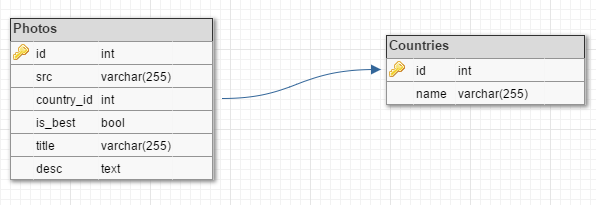 Photos
id int
src varchar(255)
country_id int
is_best bool
title varchar(255)
desc text
Countries
id int
name varchar(255)